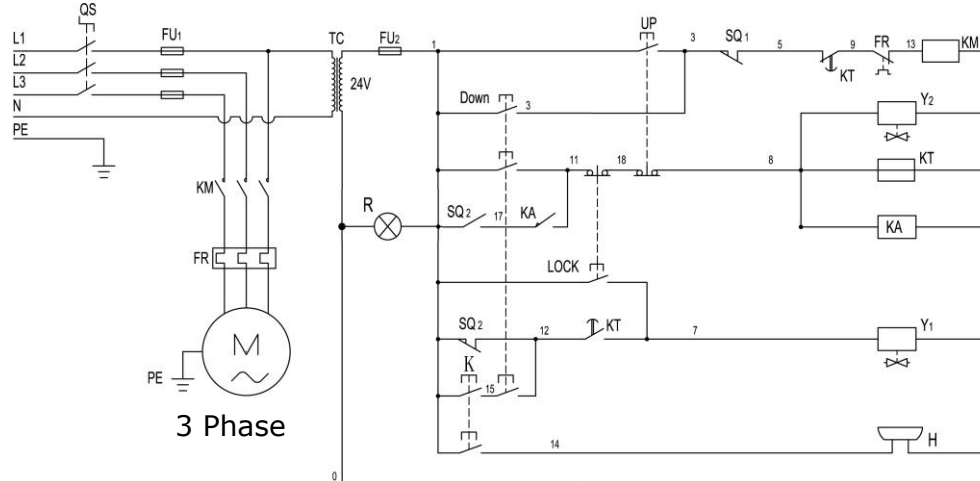 QS
L1
FU1
L2
L3
N
PE
TC
FU2
24V
1
UP
3
SQ1
5
9
FR
13
KM
KT
Down
3
Y2
11
18
8
KT
KM
R
SQ2
17
KA
KA
FR
LOCK
M
PE
3 Phase
SQ2
12
KT
7
Y1
K
15
14
H
0